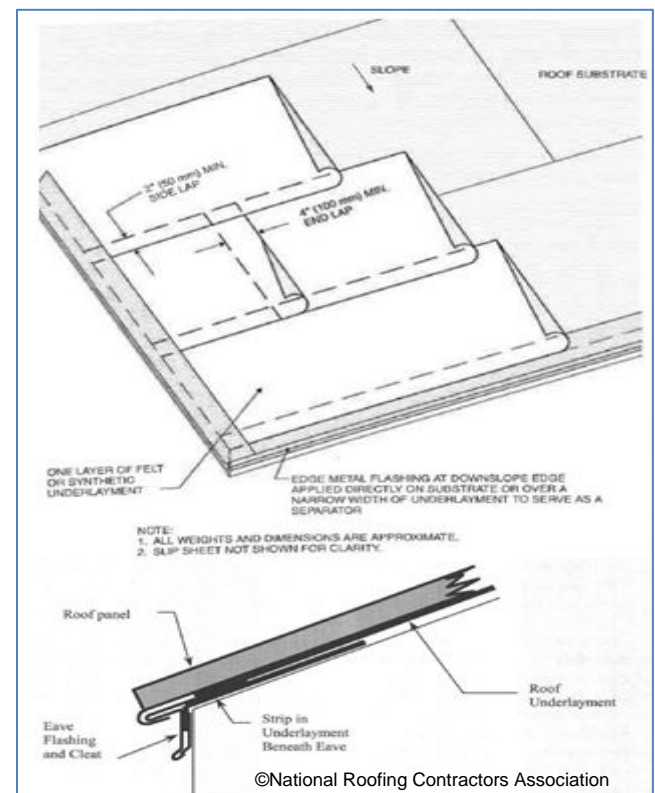 SLOPE
ROOF SUBSTRATE
2" (50 mm) MIN.
SIDE LAP
4" (100 mm) MIN.
END LAP
ONE LAYER OF FELT
OR SYNTHETIC
UNDERLAYMENT
EDGE METAL FLASHING AT DOWNSLOPE EDGE
APPLIED DIRECTLY ON SUBSTRATE OR OVER A
NARROW WIDTH OF UNDERLAYMENT TO SERVE AS A
SEPARATOR
NOTE:
1. ALL WEIGHTS AND DIMENSIONS ARE APPROXIMATE.
2. SLIP SHEET NOT SHOWN FOR CLARITY.
Roof panel
Roof
Underlayment
Strip in
Underlayment
Beneath Eave
Eave
Flashing
and Cleat
©National Roofing Contractors Association